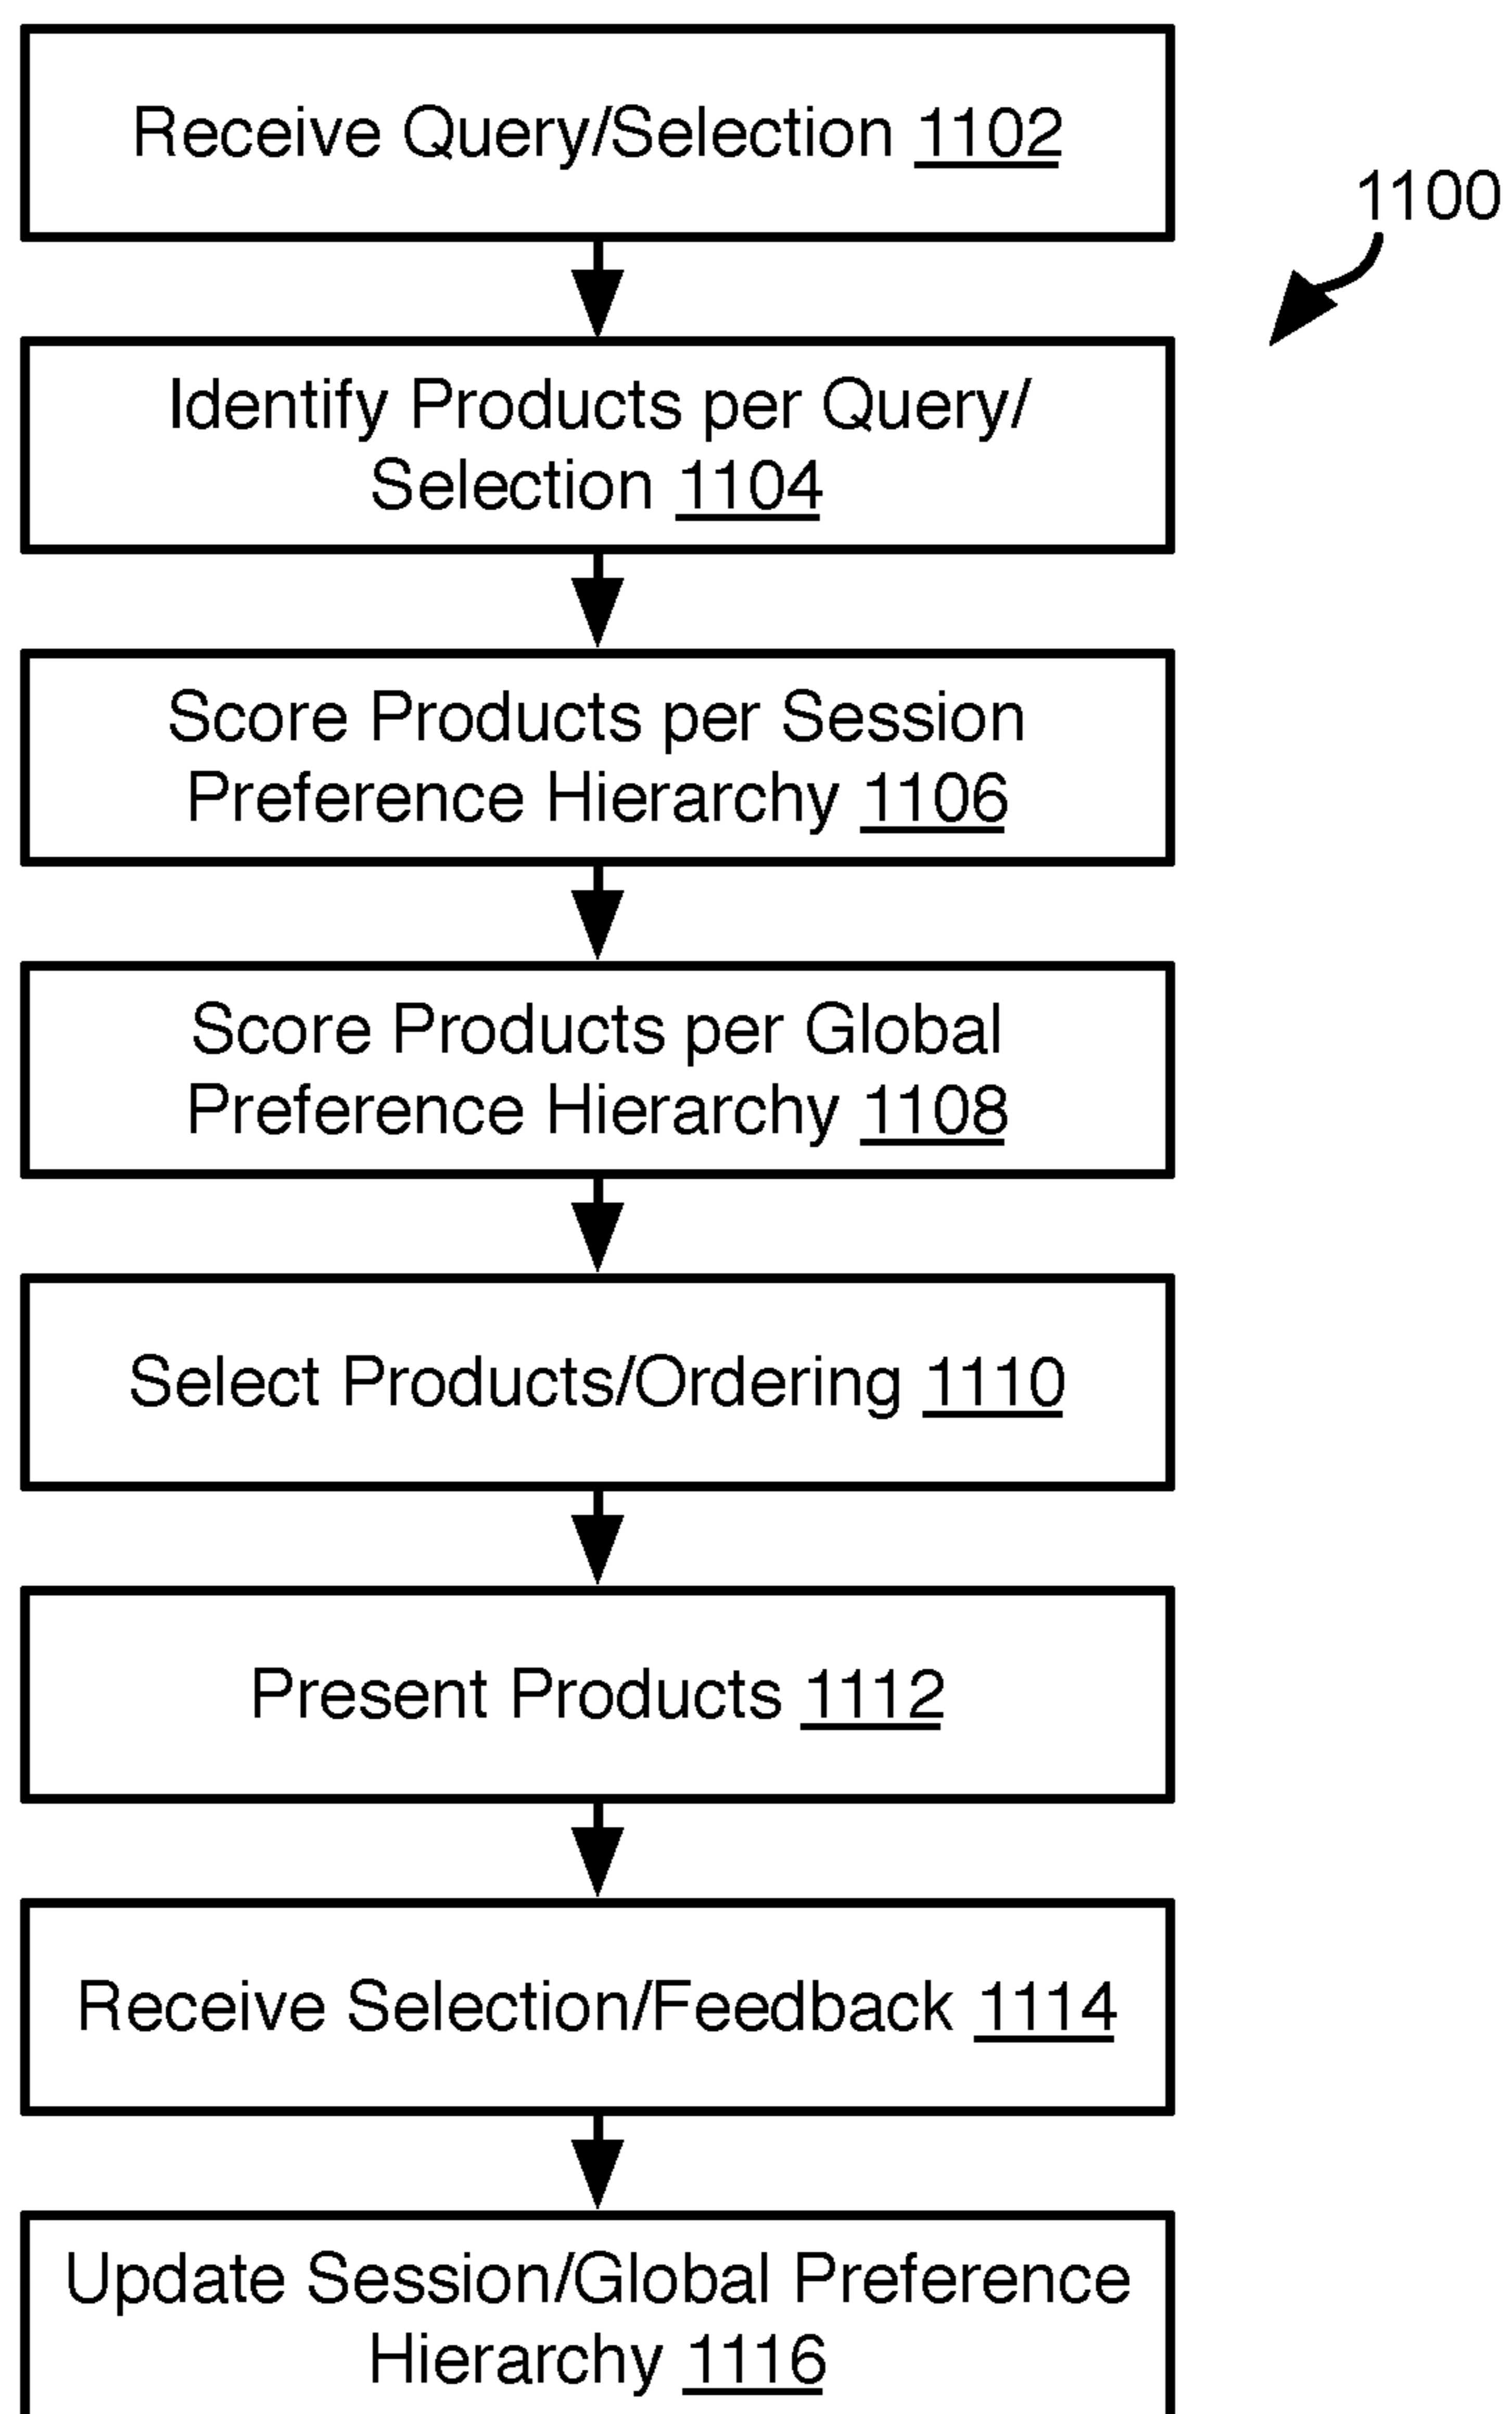 Receive Query/Selection 1102
1100
Identify Products per Query/
Selection 1104
Score Products per Session
Preference Hierarchy 1106
Score Products per Global
Preference Hierarchy 1108
Select Products/Ordering 1110
Present Products 1112
Receive Selection/Feedback 1114
Update Session/Global Preference
Hierarchy 1116